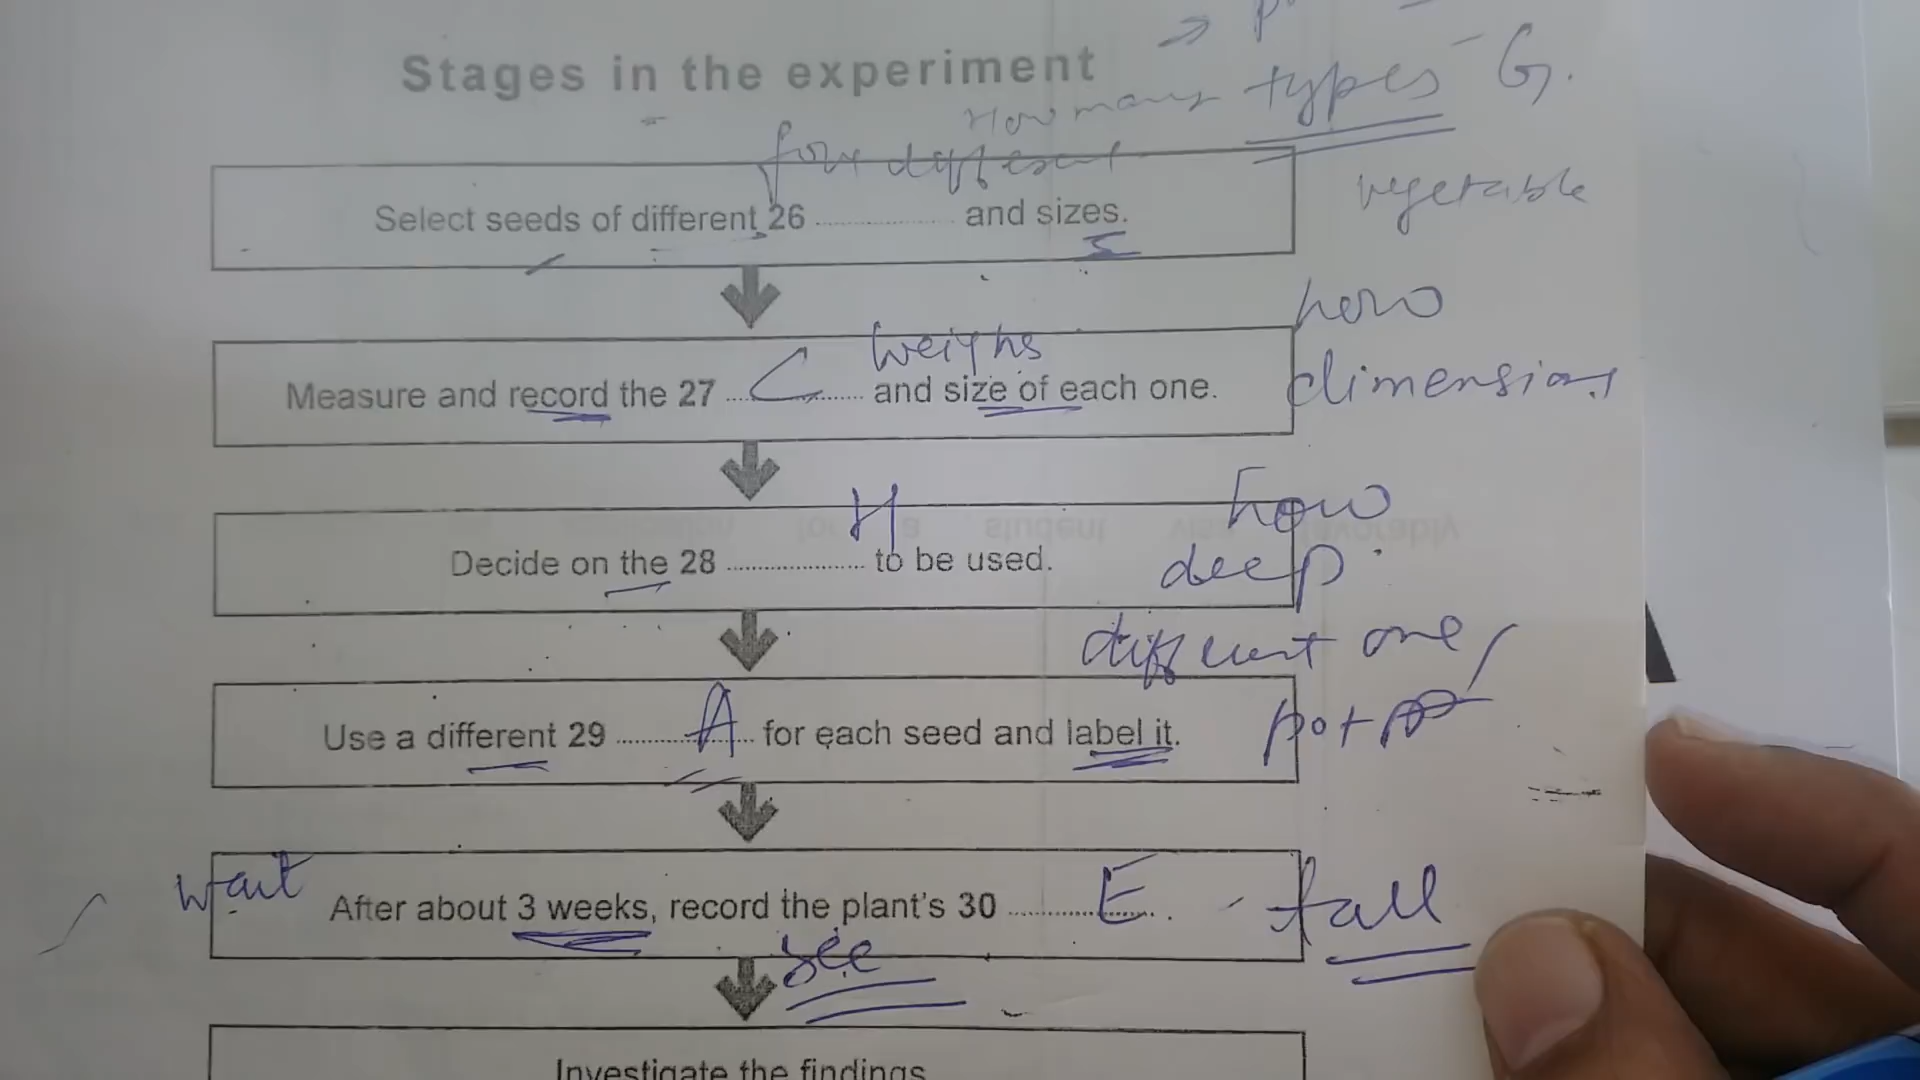 Stages in the experiment
How many types - G.
four different
vegetable
Select seeds of different 26 .................... and sizes.
how
weighs
dimensions
Measure and record the 27 ....C.... and size of each one.
H
how
deep
Decide on the 28 .................... to be used.
different one
pot
Use a different 29 ....A.... for each seed and label it.
wait
After about 3 weeks, record the plant's 30 ....E.... - tall
see
Investigate the findings